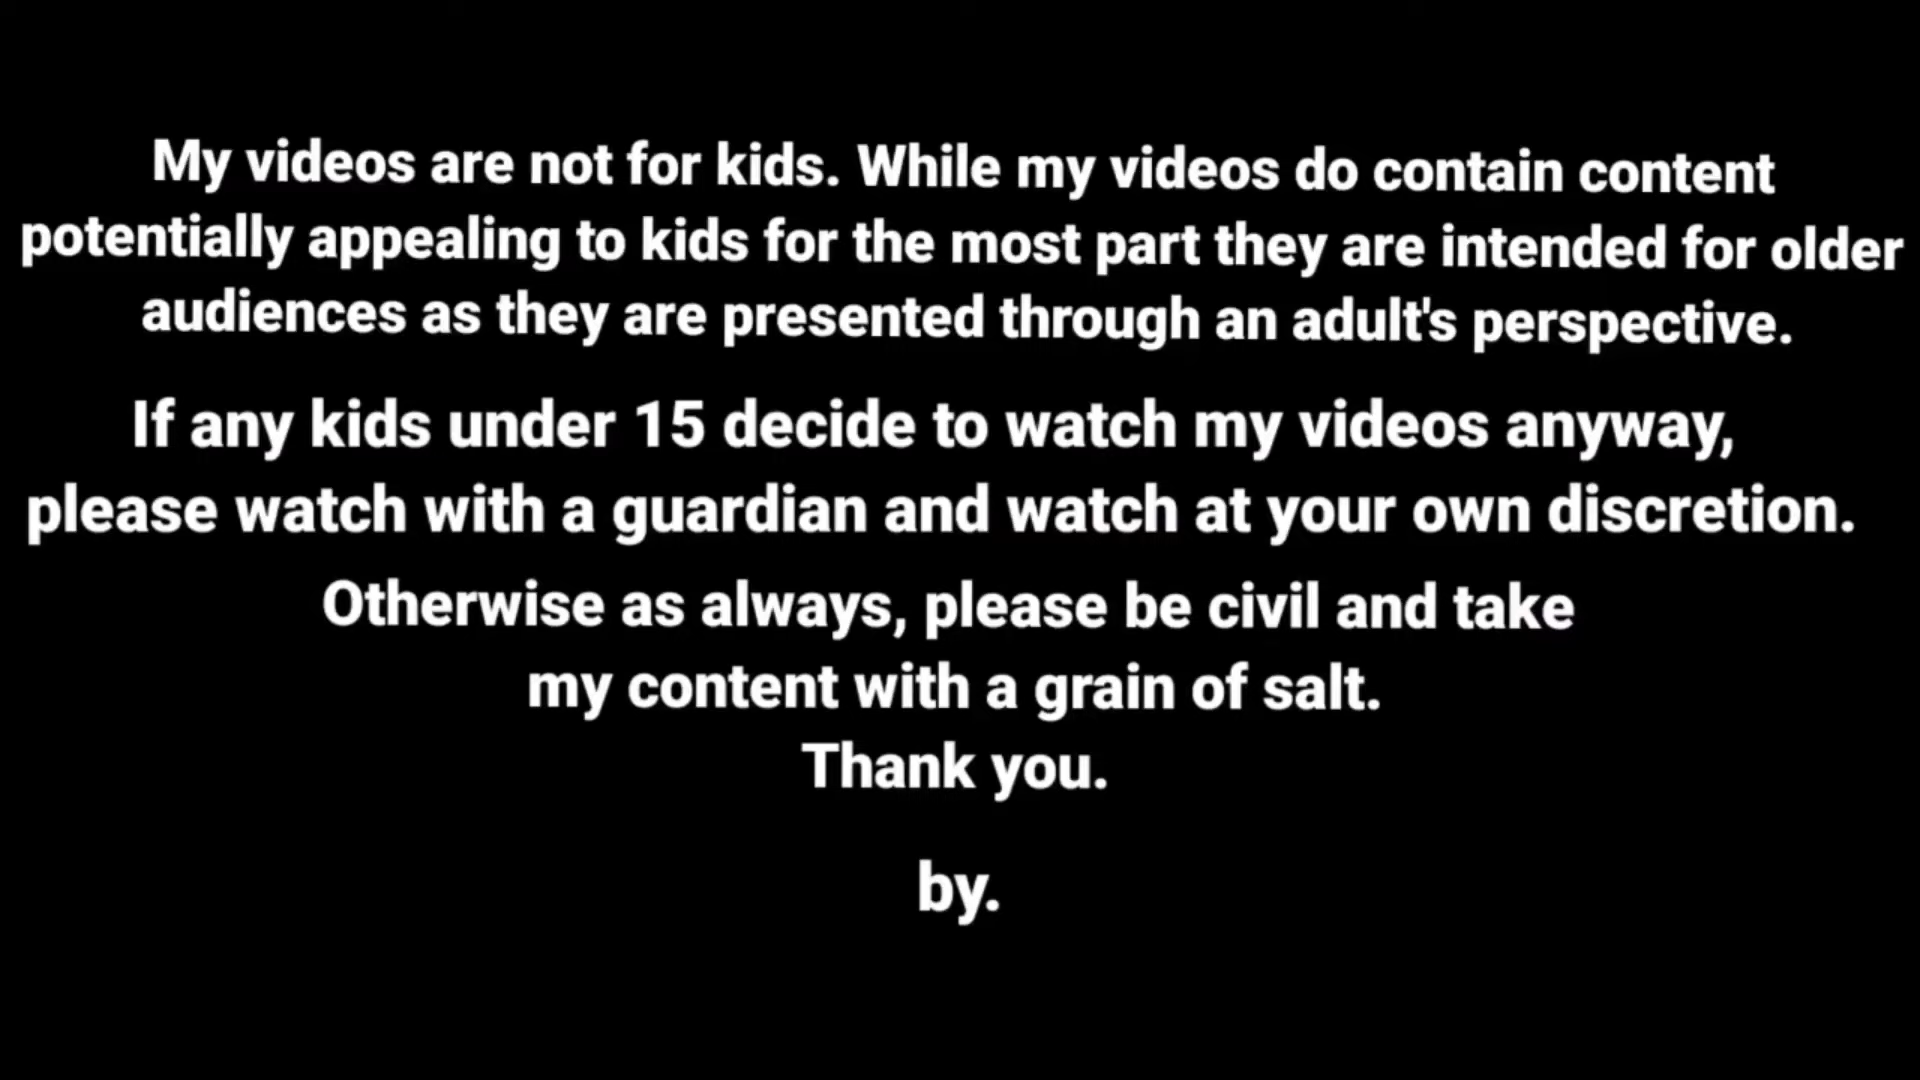 My videos are not for kids. While my videos do contain content
potentially appealing to kids for the most part they are intended for older
audiences as they are presented through an adult's perspective.
If any kids under 15 decide to watch my videos anyway,
please watch with a guardian and watch at your own discretion.
Otherwise as always, please be civil and take
my content with a grain of salt.
Thank you.
by.